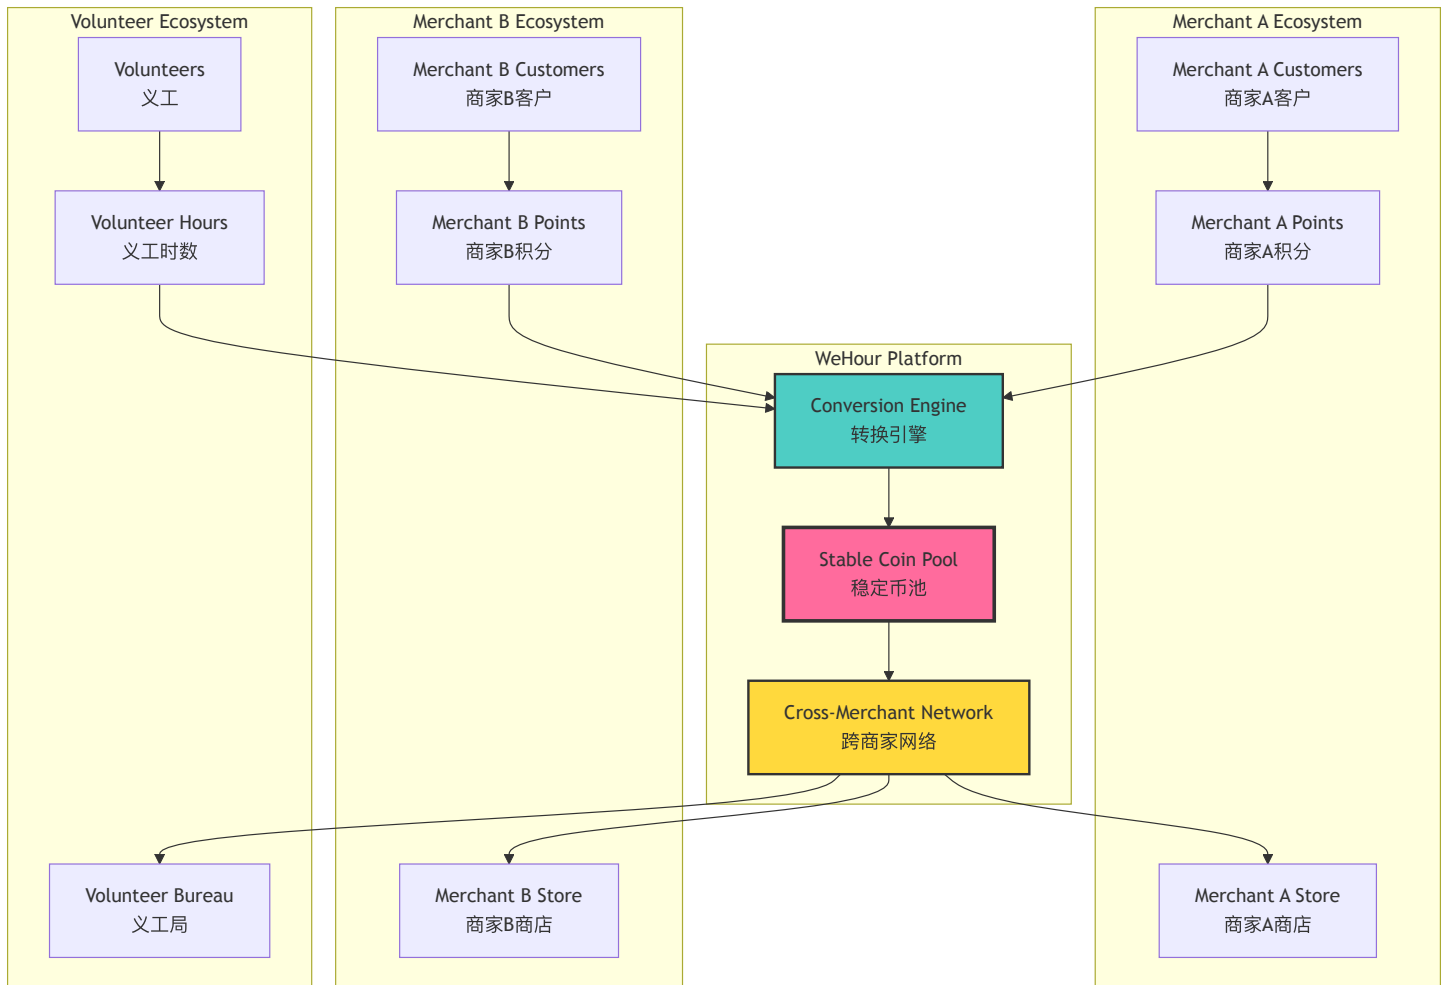 Volunteer Ecosystem
Merchant B Ecosystem
Merchant A Ecosystem
Volunteers
义工
Merchant B Customers
商家B客户
Merchant A Customers
商家A客户
Volunteer Hours
义工时数
Merchant B Points
商家B积分
Merchant A Points
商家A积分
WeHour Platform
Conversion Engine
转换引擎
Stable Coin Pool
稳定币池
Cross-Merchant Network
跨商家网络
Volunteer Bureau
义工局
Merchant B Store
商家B商店
Merchant A Store
商家A商店